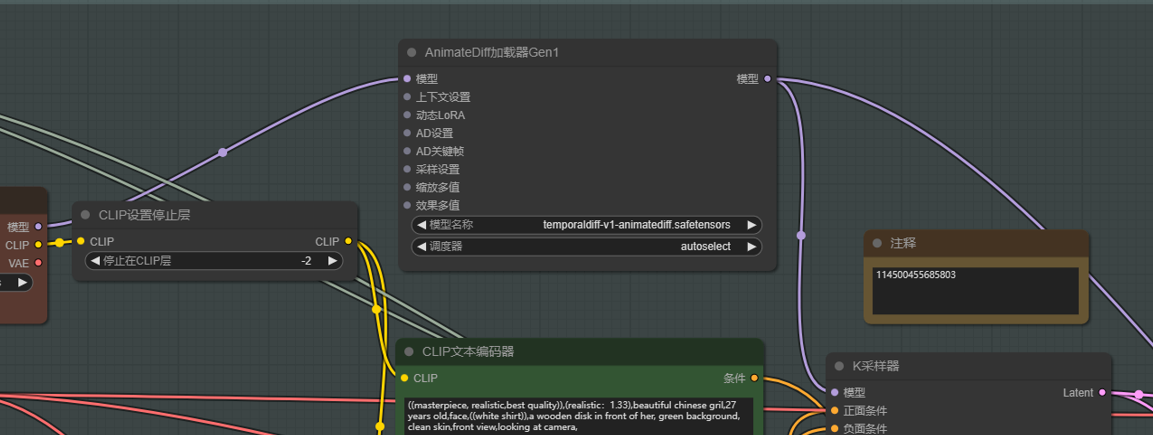 AnimateDiff加载器Gen1
模型 模型
上下文设置
动态LoRA
AD设置
AD关键帧
采样设置
缩放多值
效果多值
模型名称 temporaldiff-v1-animatediff.safetensors
调度器 autoselect
模型
CLIP
VAE
s
CLIP设置停止层
CLIP CLIP
停止在CLIP层 -2
注释
114500455685803
CLIP文本编码器
CLIP 条件
((masterpiece, realistic,best quality)),(realistic: 1.33),beautiful chinese gril,27
years old,face,((white shirt)),a wooden disk in front of her, green background,
clean skin,front view,looking at camera,
K采样器
模型 Latent
正面条件
负面条件